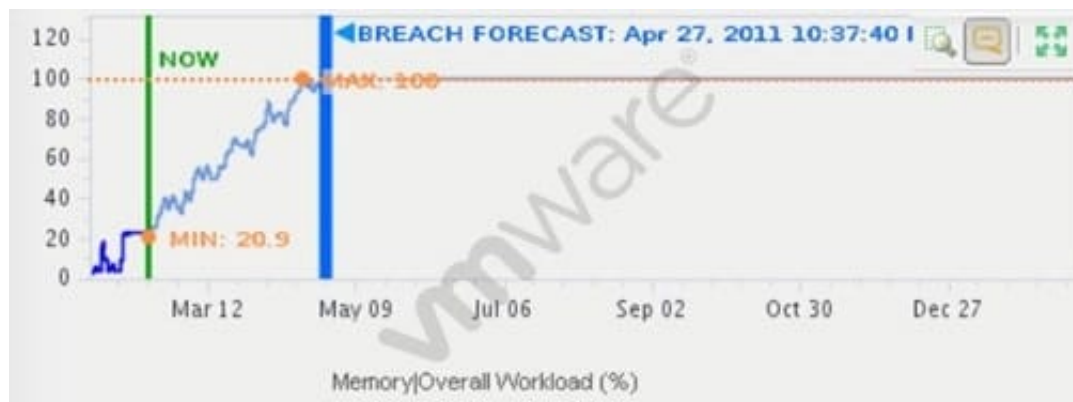 120
BREACH FORECAST: Apr 27, 2011 10:37:40
NOW
100
MAX: 100
80
60
40
20
MIN: 20.9
0
Mar 12 May 09 Jul 06 Sep 02 Oct 30 Dec 27
Memory|Overall Workload (%)
vmware®